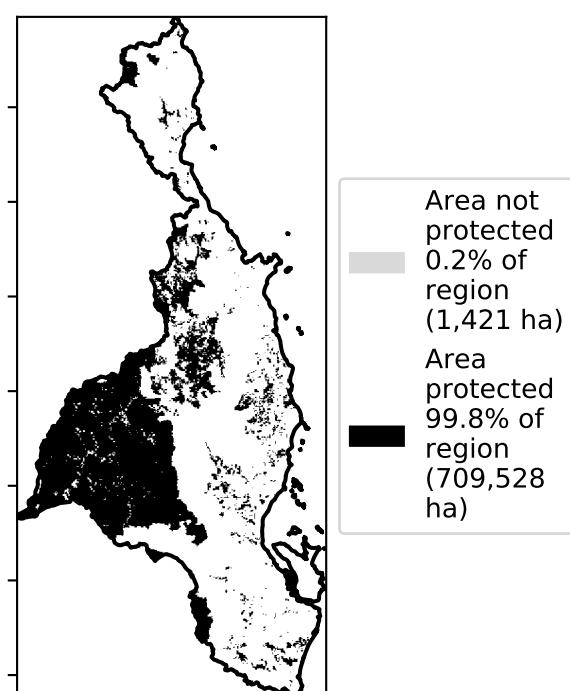 Area not
protected
0.2% of
region
(1,421 ha)
Area
protected
99.8% of
region
(709,528
ha)